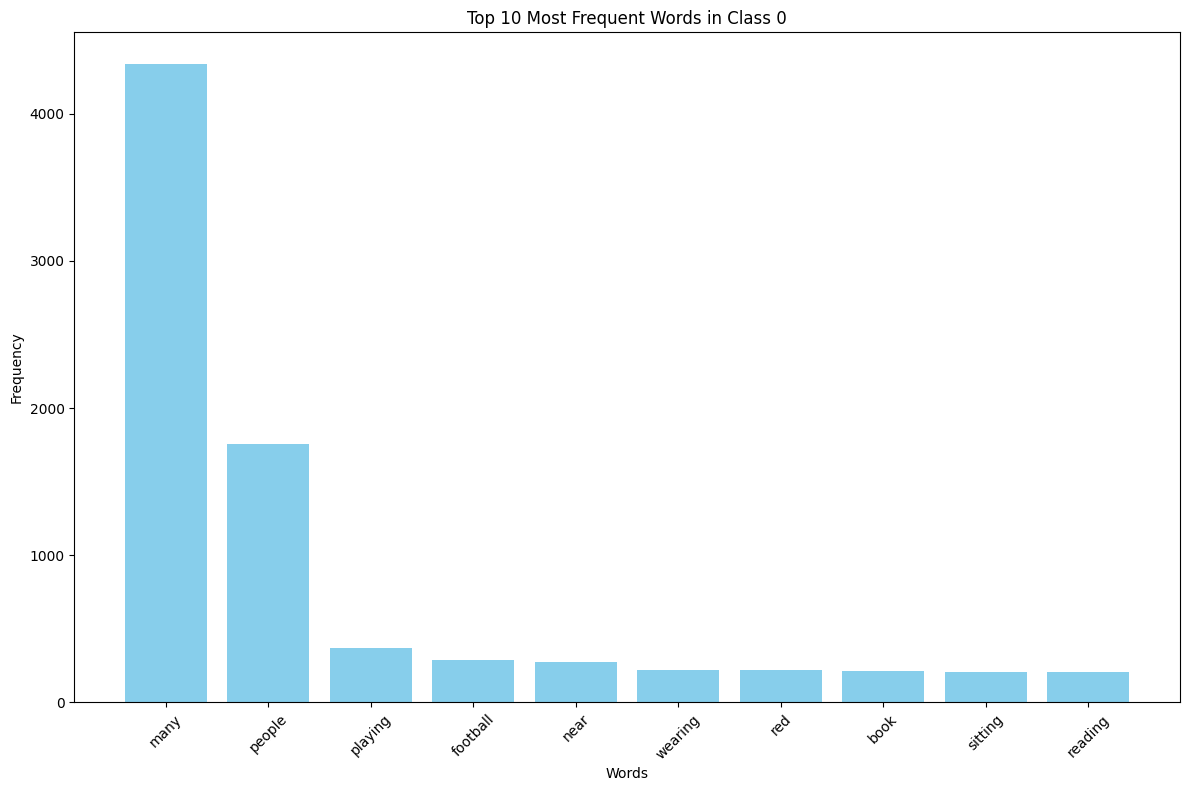 Top 10 Most Frequent Words in Class 0
Frequency
4000
3000
2000
1000
0
many
people
playing
football
near
wearing
red
book
sitting
reading
Words